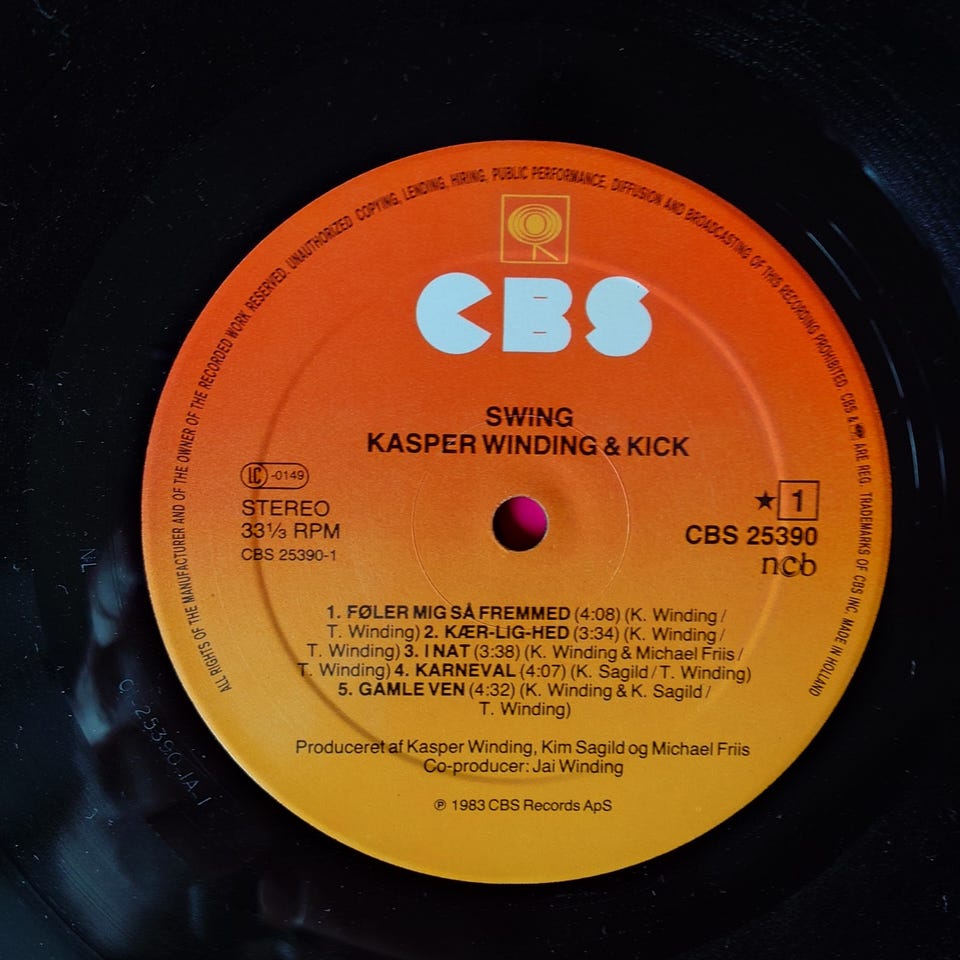 ALL RIGHTS OF THE MANUFACTURER AND OF THE OWNER OF THE RECORDED WORK RESERVED. UNAUTHORIZED COPYING, LENDING, HIRING, PUBLIC PERFORMANCE, DIFFUSION AND BROADCASTING OF THIS RECORDING PROHIBITED. CBS & ARE REG. TRADEMARKS OF CBS INC. MADE IN HOLLAND
CBS
SWING
KASPER WINDING & KICK
LC -0149
STEREO
33⅓ RPM
CBS 25390-1
★ 1
CBS 25390
ncb
1. FØLER MIG SÅ FREMMED (4:08) (K. Winding /
T. Winding) 2. KÆR-LIG-HED (3:34) (K. Winding /
T. Winding) 3. I NAT (3:38) (K. Winding & Michael Friis /
T. Winding) 4. KARNEVAL (4:07) (K. Sagild / T. Winding)
5. GAMLE VEN (4:32) (K. Winding & K. Sagild /
T. Winding)
Produceret af Kasper Winding, Kim Sagild og Michael Friis
Co-producer: Jai Winding
℗ 1983 CBS Records ApS
NL